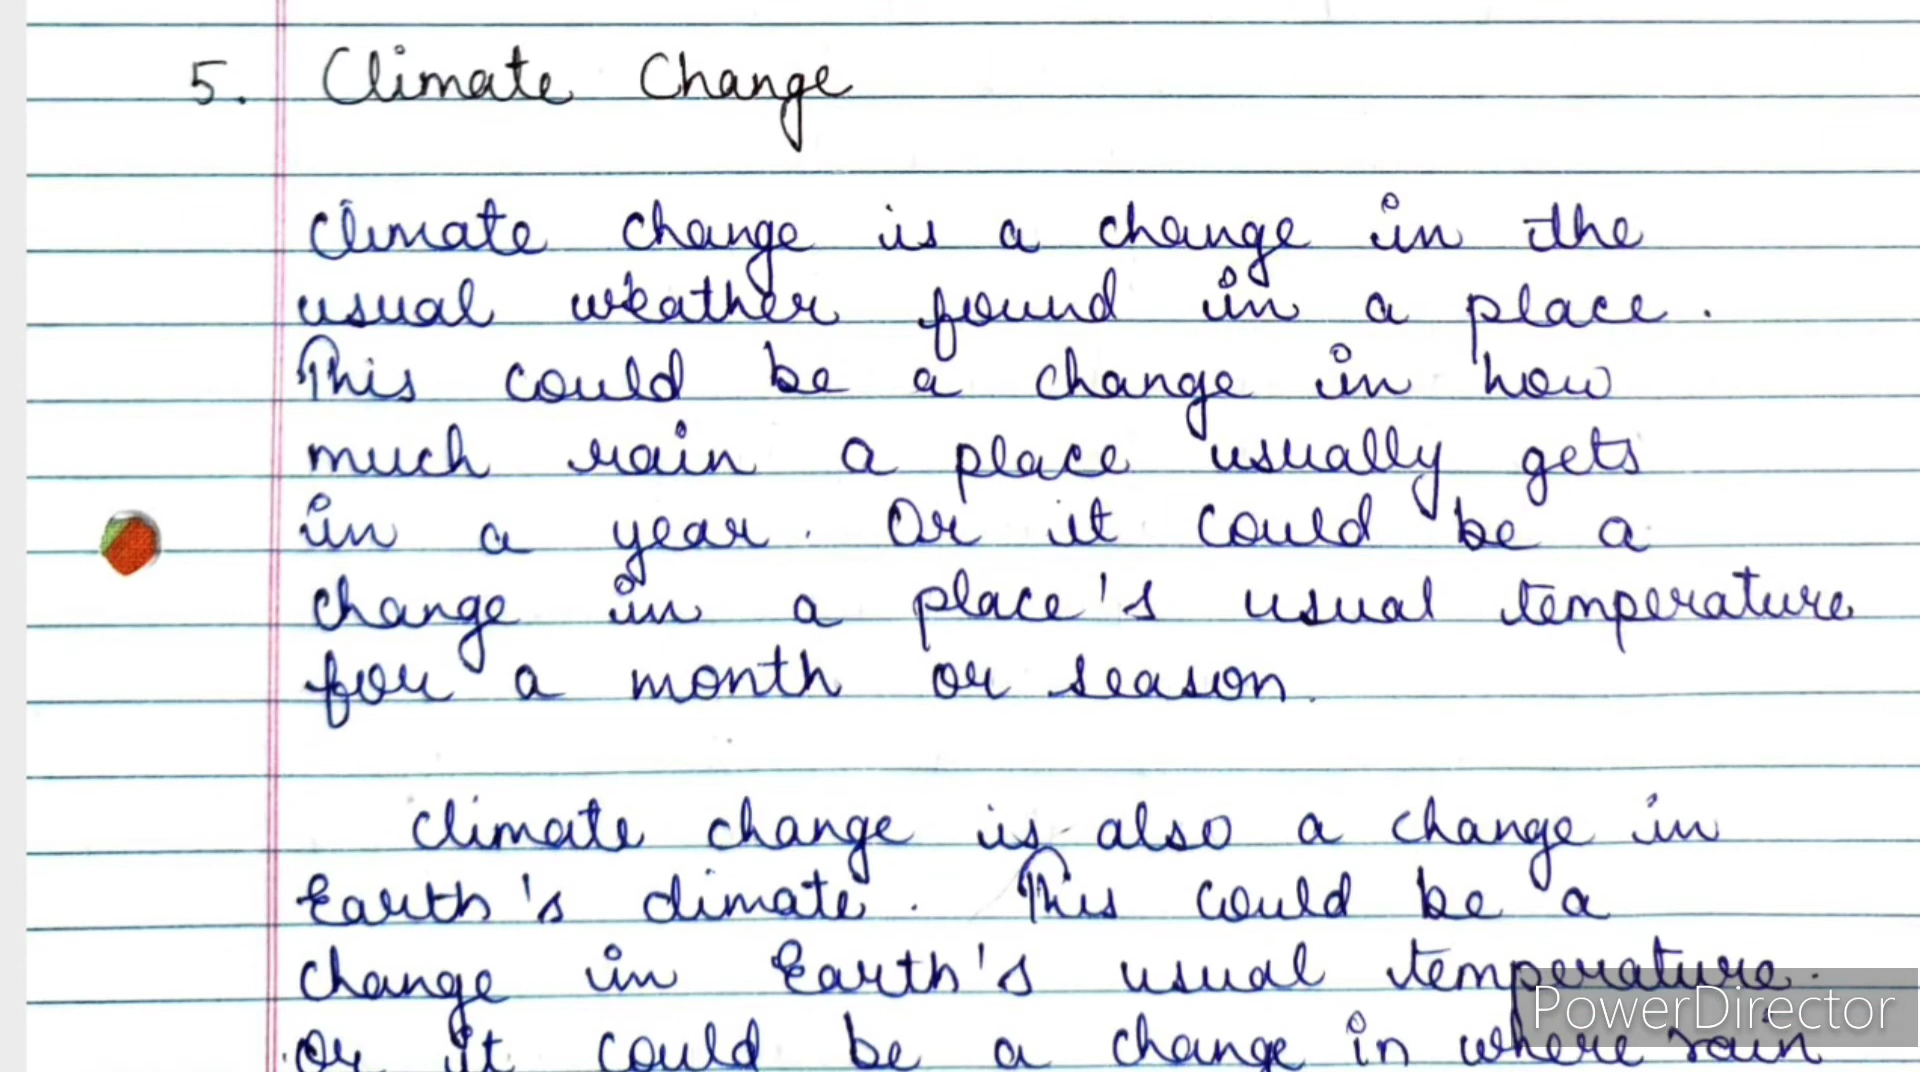 5. Climate Change
Climate change is a change in the
usual weather found in a place.
This could be a change in how
much rain a place usually gets
in a year. Or it could be a
change in a place's usual temperature
for a month or season.
Climate change is also a change in
Earth's climate. This could be a
change in Earth's usual temperature.
Or it could be a change in where rain
PowerDirector